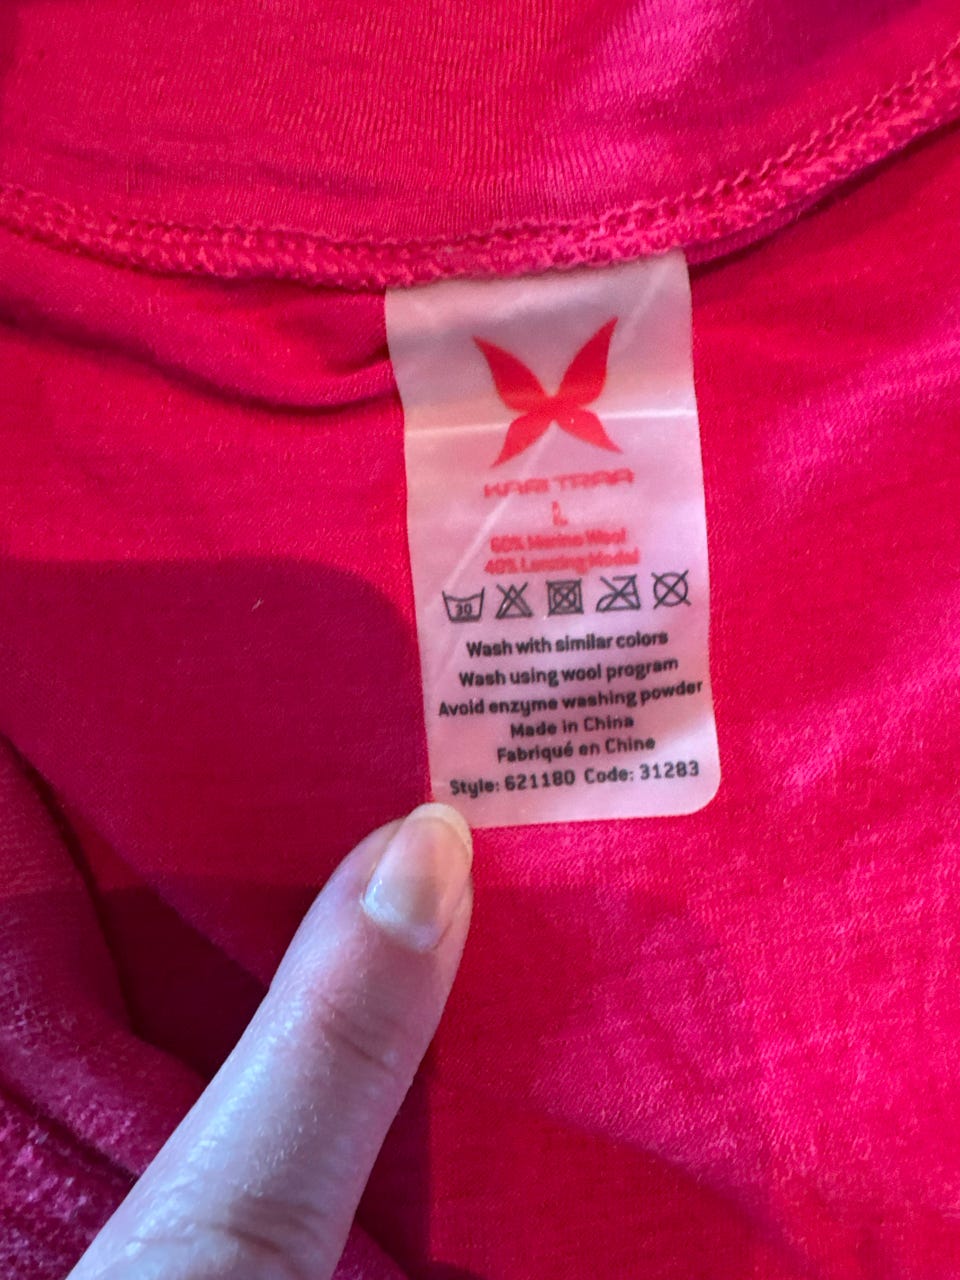 KARI TRAA
L
60% Merino Wool
40% Lenzing Modal
30
Wash with similar colors
Wash using wool program
Avoid enzyme washing powder
Made in China
Fabriqué en Chine
Style: 621180 Code: 31283